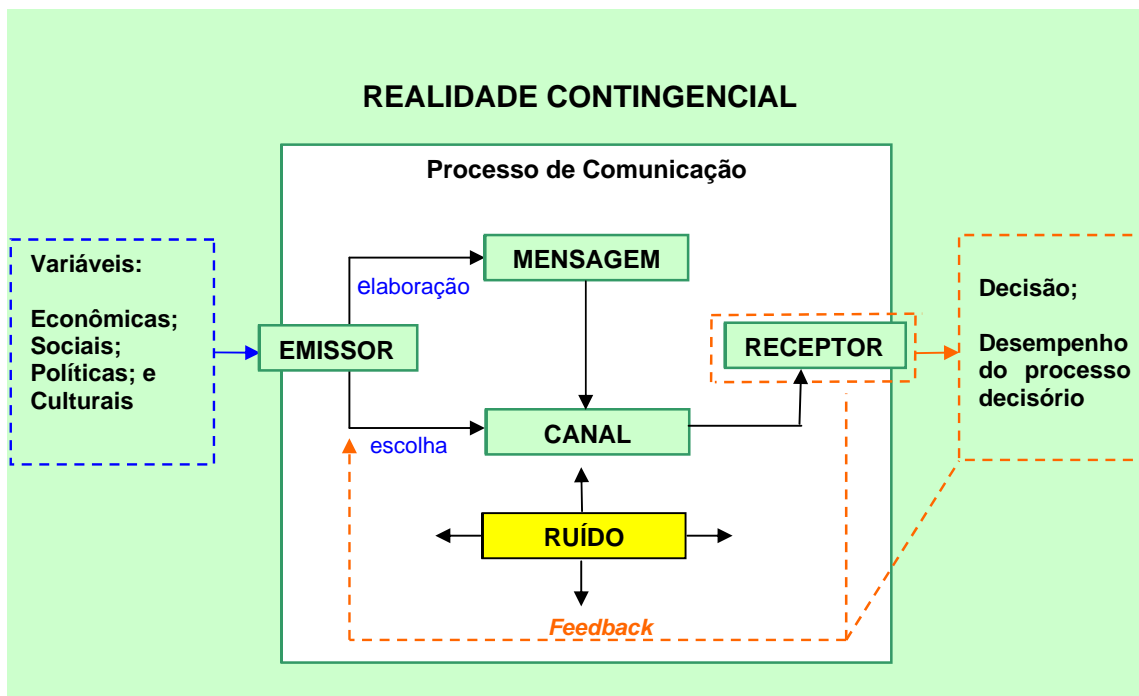 REALIDADE CONTINGENCIAL
Processo de Comunicação
Variáveis:
Econômicas;
Sociais;
Políticas; e
Culturais
EMISSOR
elaboração
escolha
MENSAGEM
CANAL
RUÍDO
Feedback
RECEPTOR
Decisão;
Desempenho
do processo
decisório